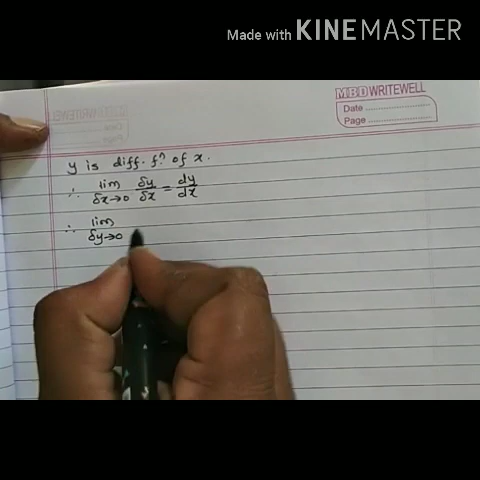 Made with KINEMASTER
MBD WRITEWELL
Date ..................
Page ..................
y is diff. fⁿ of x.
∴ lim δx→0 δy/δx = dy/dx
∴ lim δy→0